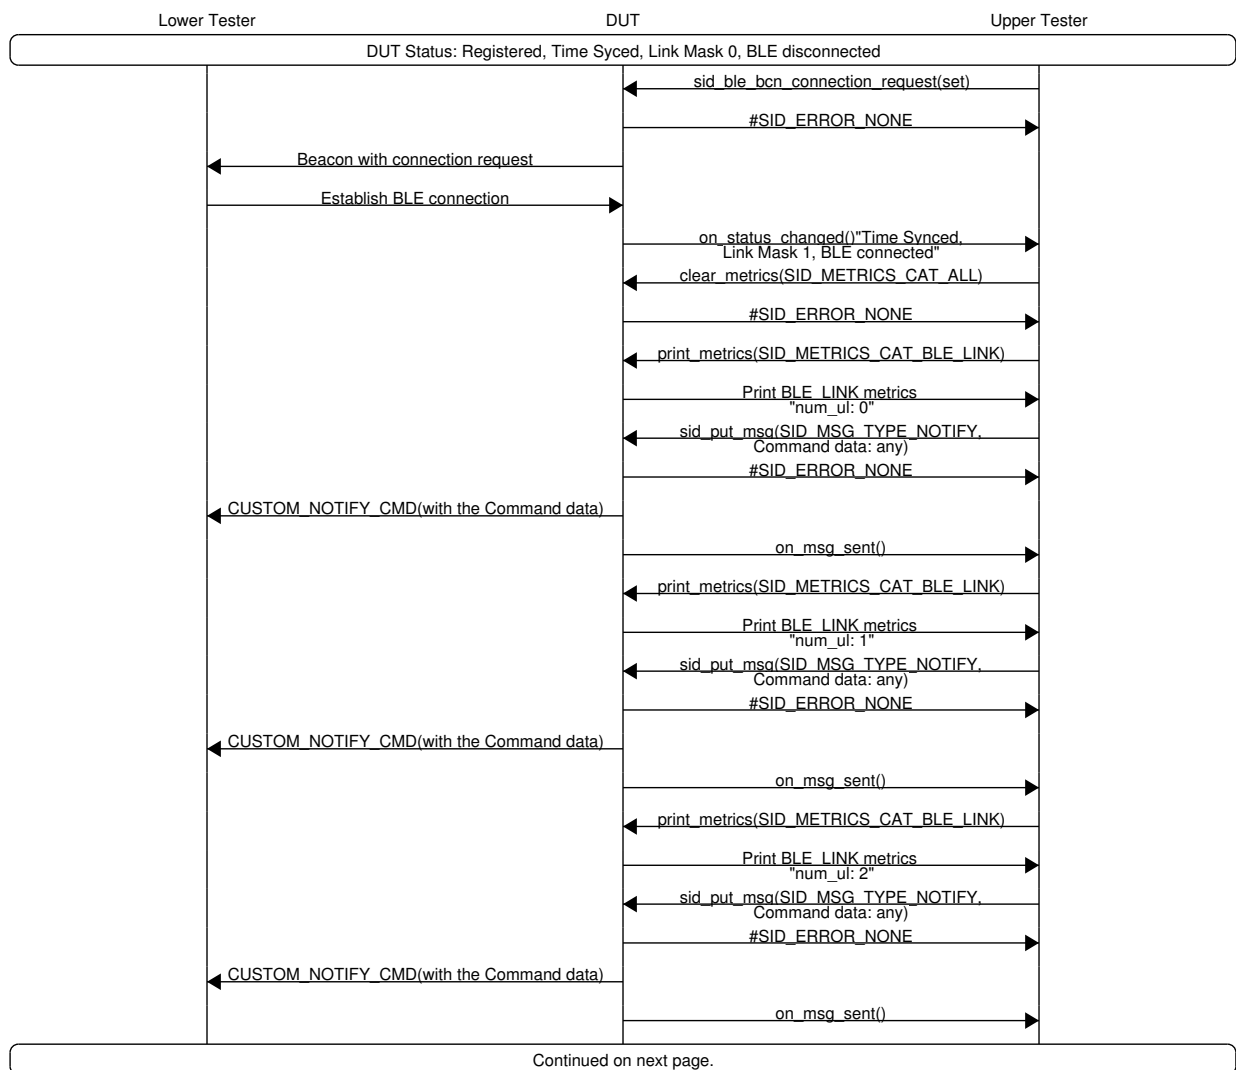 Lower Tester DUT Upper Tester
DUT Status: Registered, Time Syced, Link Mask 0, BLE disconnected
sid_ble_bcn_connection_request(set)
#SID_ERROR_NONE
Beacon with connection request
Establish BLE connection
on_status_changed()"Time Synced,
Link Mask 1, BLE connected"
clear_metrics(SID_METRICS_CAT_ALL)
#SID_ERROR_NONE
print_metrics(SID_METRICS_CAT_BLE_LINK)
Print BLE_LINK metrics
"num_ul: 0"
sid_put_msg(SID_MSG_TYPE_NOTIFY,
Command data: any)
#SID_ERROR_NONE
CUSTOM_NOTIFY_CMD(with the Command data)
on_msg_sent()
print_metrics(SID_METRICS_CAT_BLE_LINK)
Print BLE_LINK metrics
"num_ul: 1"
sid_put_msg(SID_MSG_TYPE_NOTIFY,
Command data: any)
#SID_ERROR_NONE
CUSTOM_NOTIFY_CMD(with the Command data)
on_msg_sent()
print_metrics(SID_METRICS_CAT_BLE_LINK)
Print BLE_LINK metrics
"num_ul: 2"
sid_put_msg(SID_MSG_TYPE_NOTIFY,
Command data: any)
#SID_ERROR_NONE
CUSTOM_NOTIFY_CMD(with the Command data)
on_msg_sent()
Continued on next page.